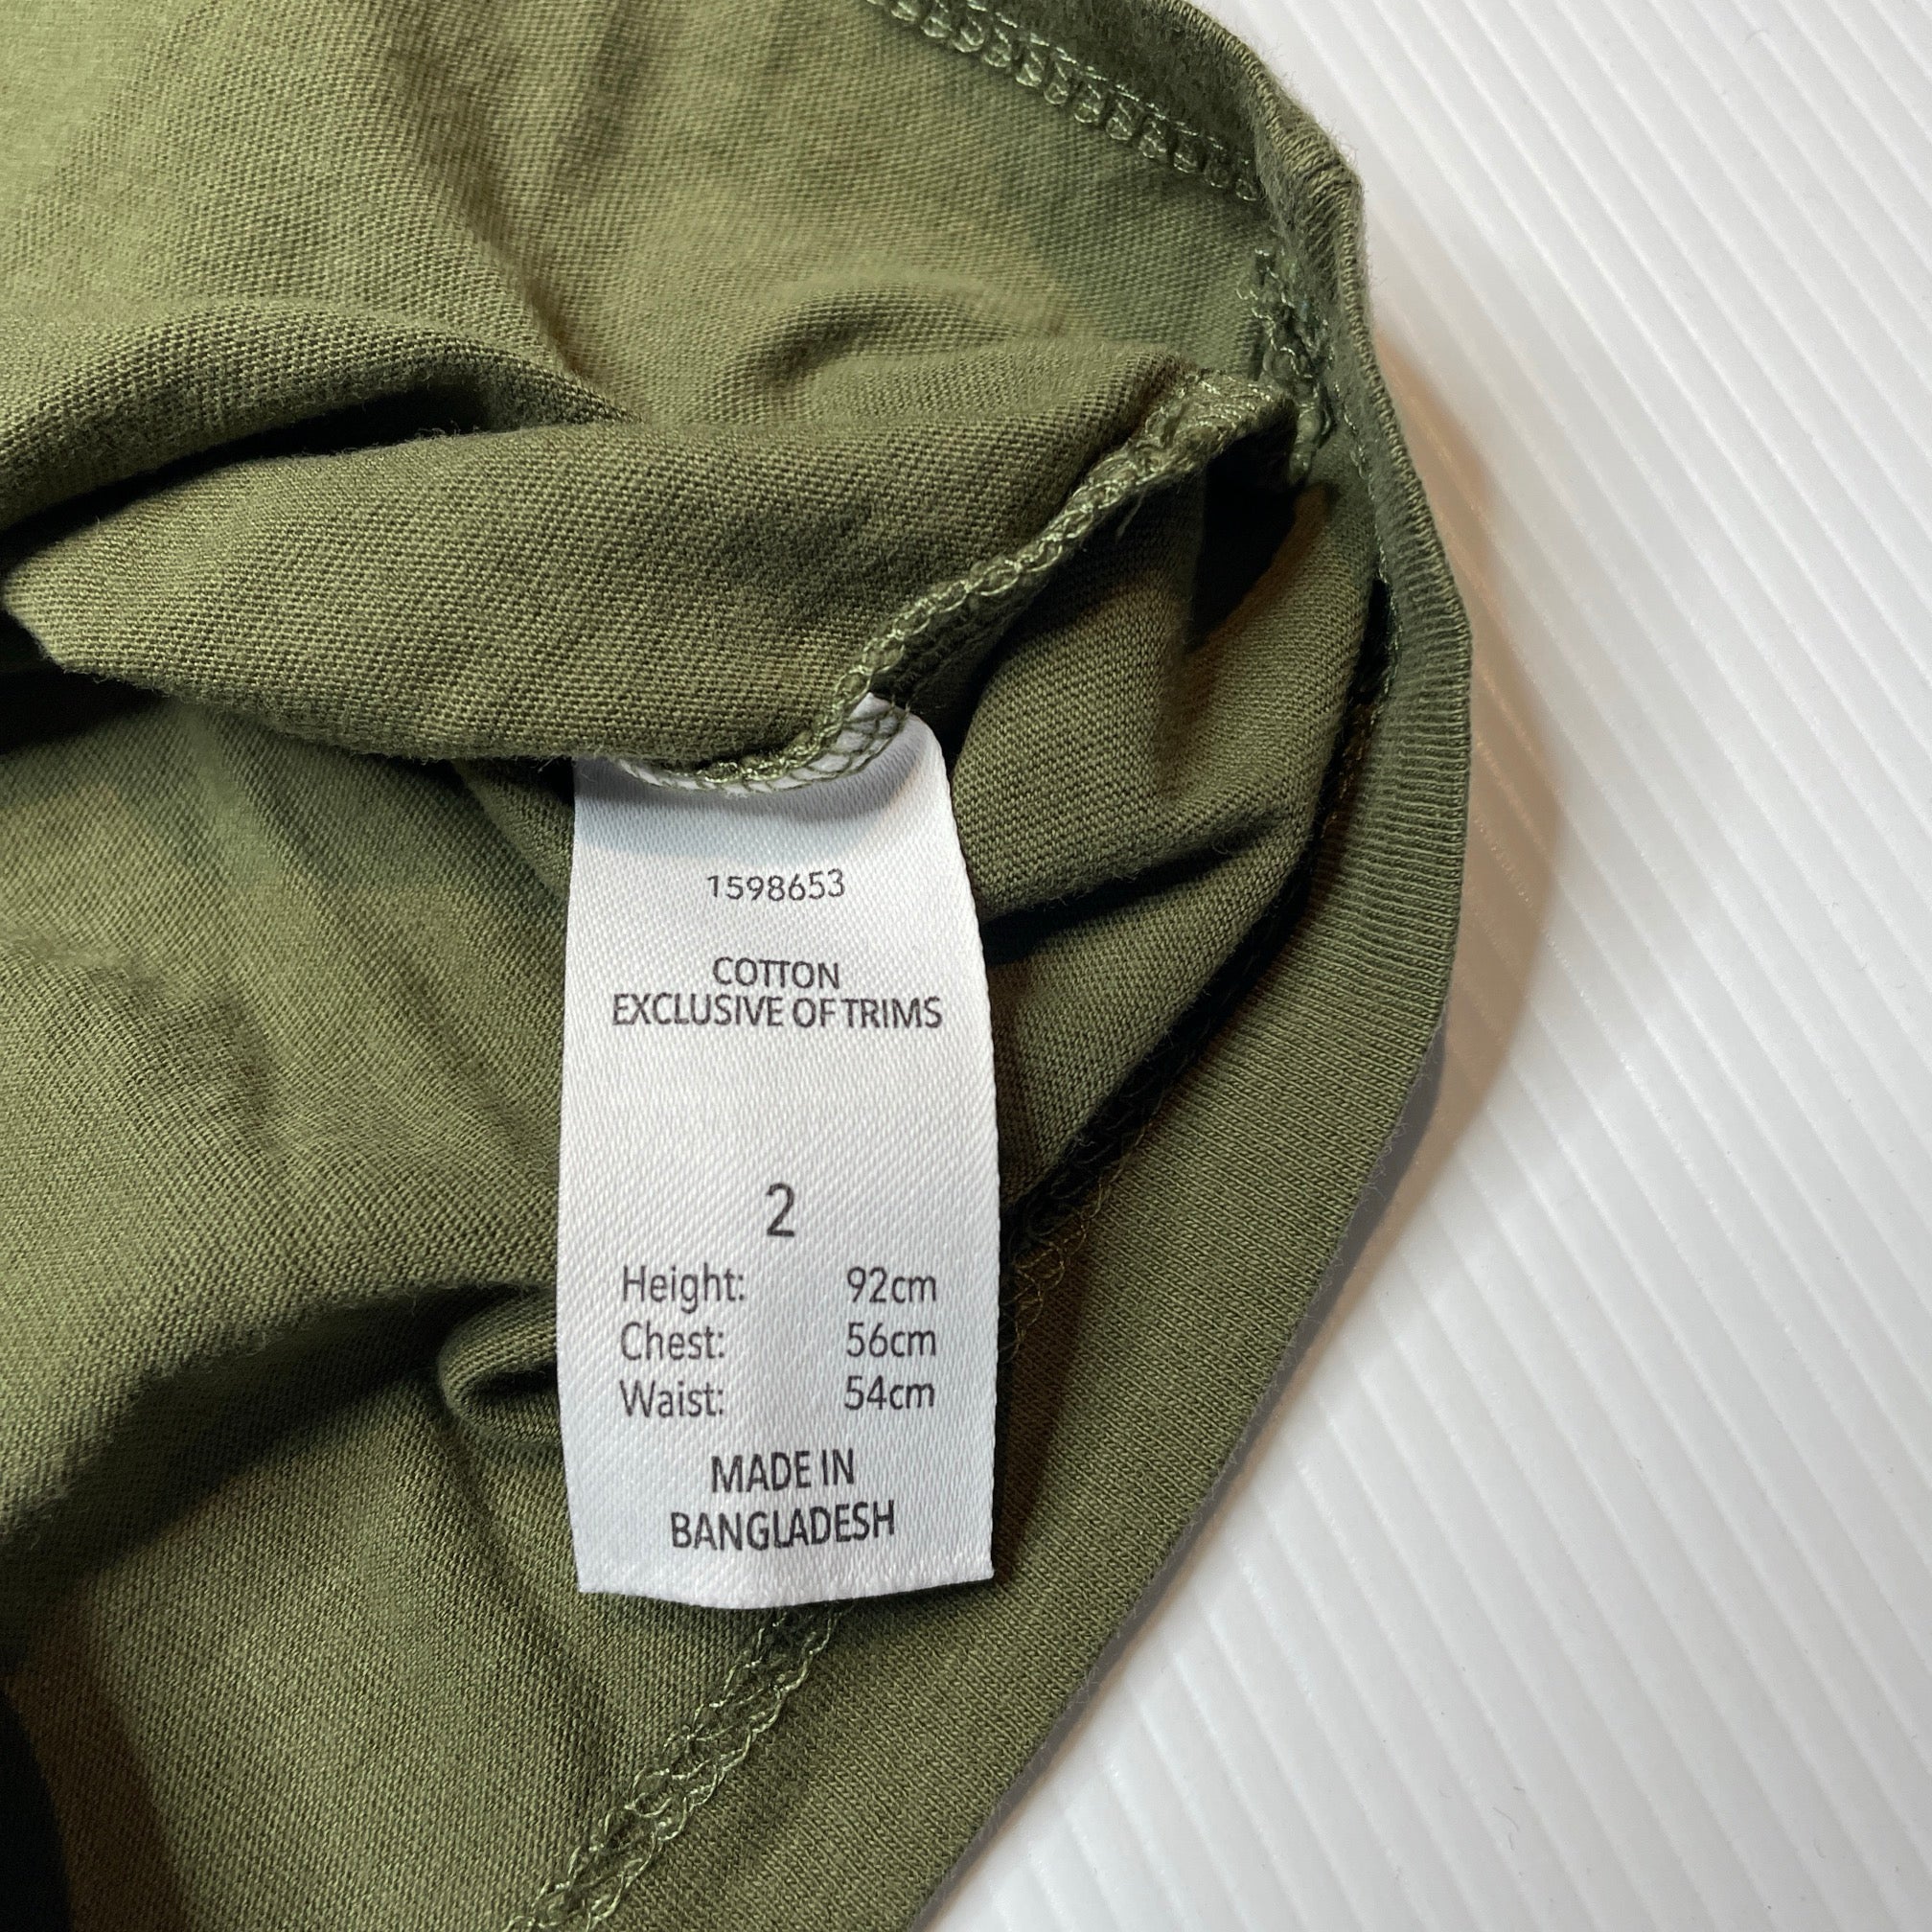 1598653
COTTON
EXCLUSIVE OF TRIMS
2
Height: 92cm
Chest: 56cm
Waist: 54cm
MADE IN
BANGLADESH